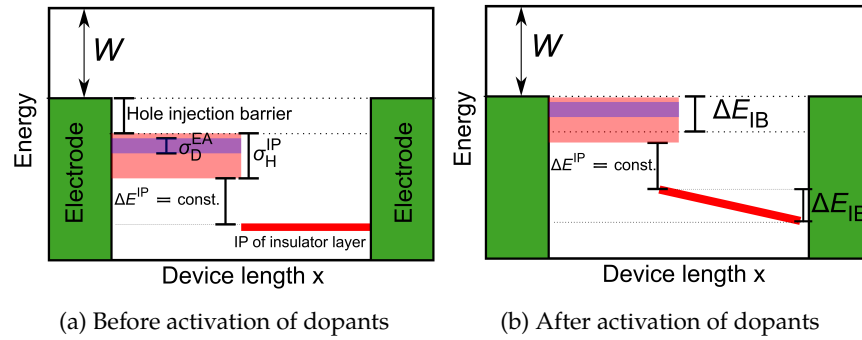 W
Energy
Electrode
Hole injection barrier
σ_D^EA
σ_H^IP
ΔE^IP = const.
IP of insulator layer
Electrode
Device length x
(a) Before activation of dopants
W
Energy
ΔE_IB
ΔE^IP = const.
ΔE_IB
Device length x
(b) After activation of dopants